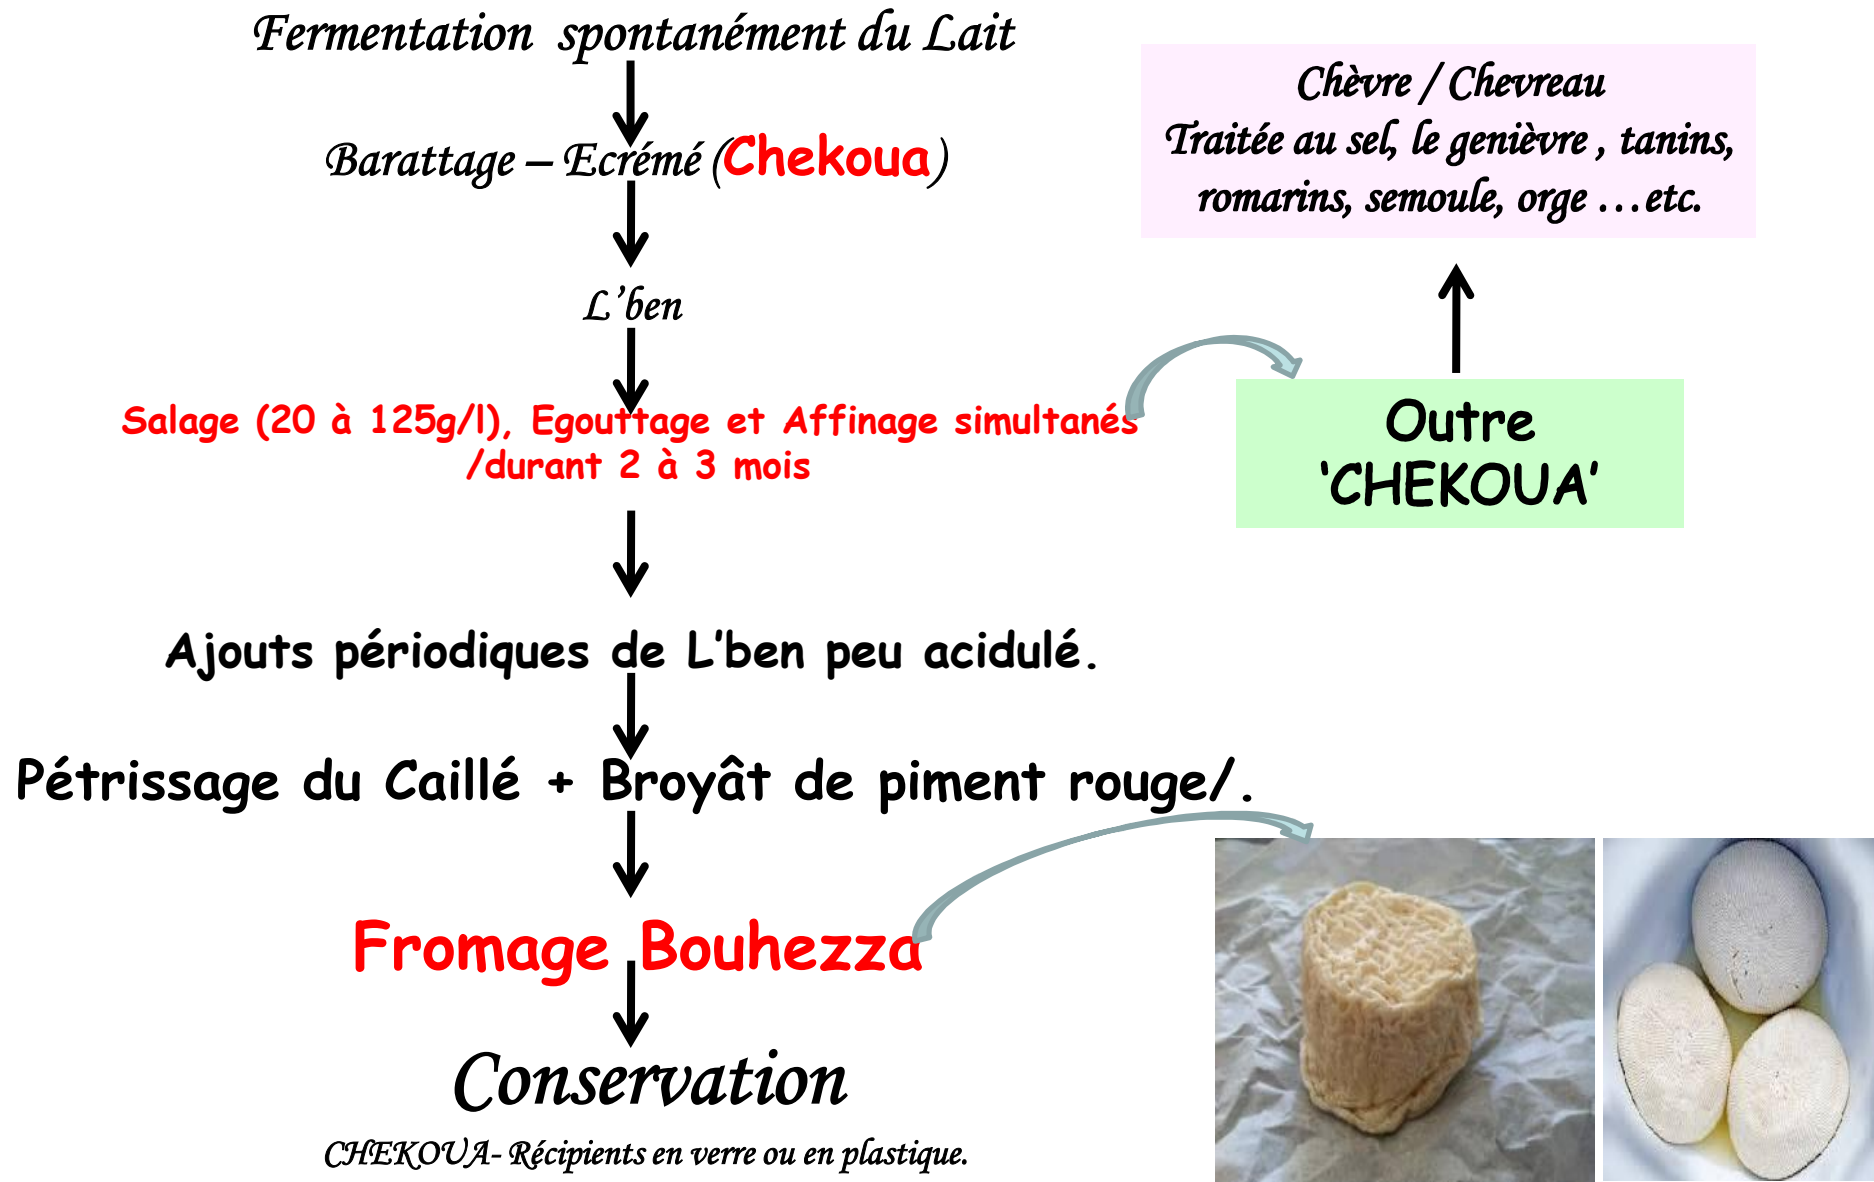 Fermentation spontanément du Lait
Barattage – Ecrémé (Chekoua)
L’ben
Salage (20 à 125g/l), Egouttage et Affinage simultanés
/durant 2 à 3 mois
Ajouts périodiques de L’ben peu acidulé.
Pétrissage du Caillé + Broyât de piment rouge/.
Fromage Bouhezza
Conservation
CHEKOUA- Récipients en verre ou en plastique.
Chèvre / Chevreau
Traitée au sel, le genièvre , tanins,
romarins, semoule, orge …etc.
Outre
‘CHEKOUA’